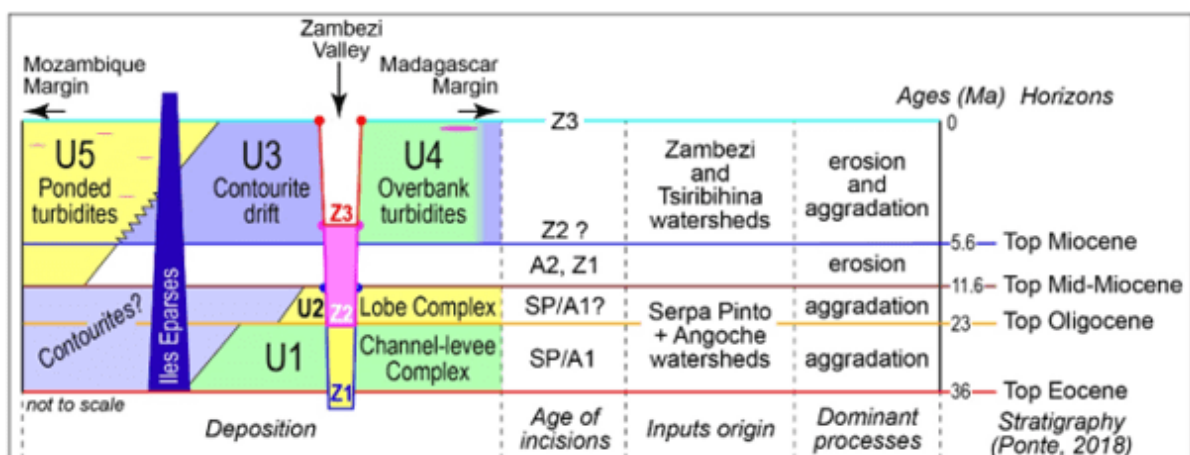 Zambezi
Valley
Mozambique
Margin
Madagascar
Margin
Ages (Ma) Horizons
U5
Ponded
turbidites
U3
Contourite
drift
U4
Overbank
turbidites
Z3
Z3
Zambezi
and
Tsiribihina
watersheds
erosion
and
aggradation
0
Z2 ?
5.6
Top Miocene
A2, Z1
erosion
11.6
Top Mid-Miocene
Contourites?
Iles Eparses
U2
Z2
Lobe Complex
SP/A1?
Serpa Pinto
+ Angoche
watersheds
aggradation
23
Top Oligocene
U1
Channel-levee
Complex
SP/A1
aggradation
Z1
36
Top Eocene
not to scale
Deposition
Age of
incisions
Inputs origin
Dominant
processes
Stratigraphy
(Ponte, 2018)